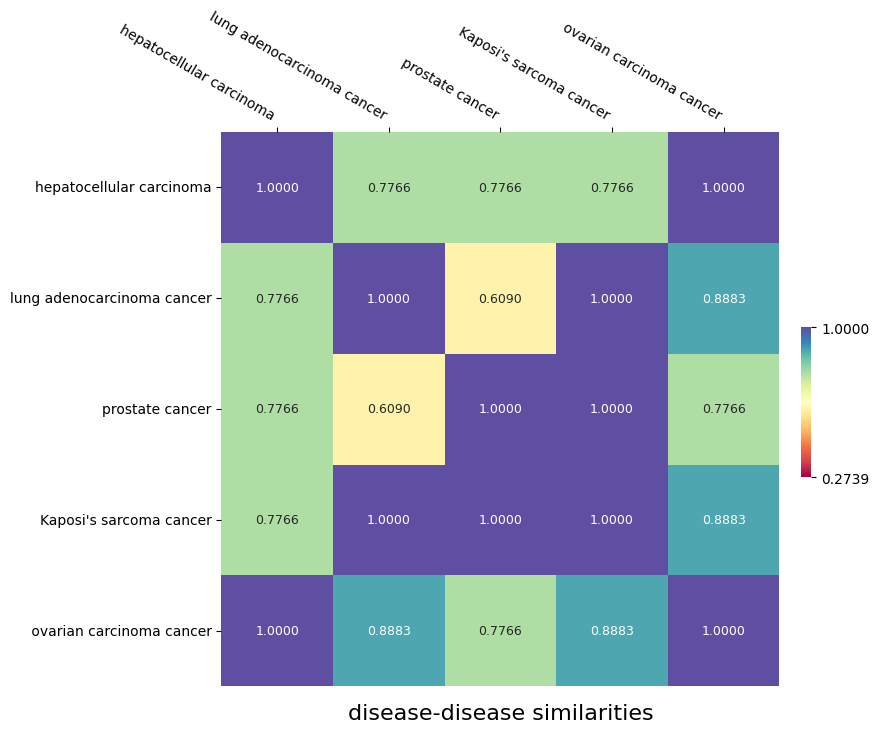 hepatocellular carcinoma
lung adenocarcinoma cancer
prostate cancer
Kaposi's sarcoma cancer
ovarian carcinoma cancer
hepatocellular carcinoma 1.0000 0.7766 0.7766 0.7766 1.0000
lung adenocarcinoma cancer 0.7766 1.0000 0.6090 1.0000 0.8883
prostate cancer 0.7766 0.6090 1.0000 1.0000 0.7766
Kaposi's sarcoma cancer 0.7766 1.0000 1.0000 1.0000 0.8883
ovarian carcinoma cancer 1.0000 0.8883 0.7766 0.8883 1.0000
1.0000
0.2739
disease-disease similarities